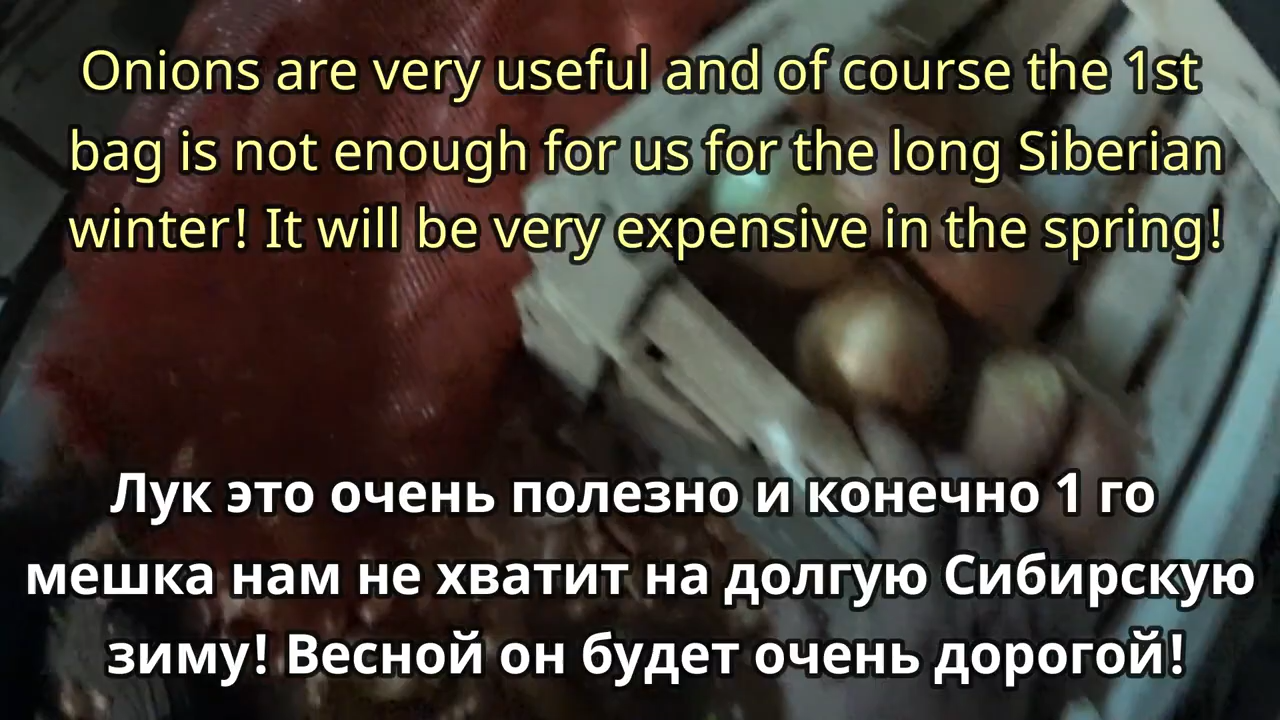 Onions are very useful and of course the 1st
bag is not enough for us for the long Siberian
winter! It will be very expensive in the spring!
Лук это очень полезно и конечно 1 го
мешка нам не хватит на долгую Сибирскую
зиму! Весной он будет очень дорогой!